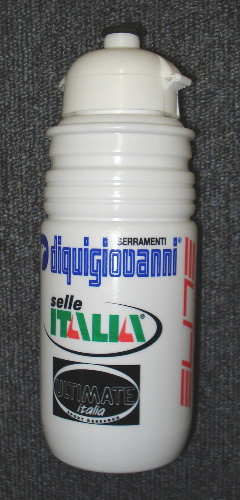 SERRAMENTI
diquigiovanni®
selle
ITALIA®
ULTIMATE
italia
ELITE